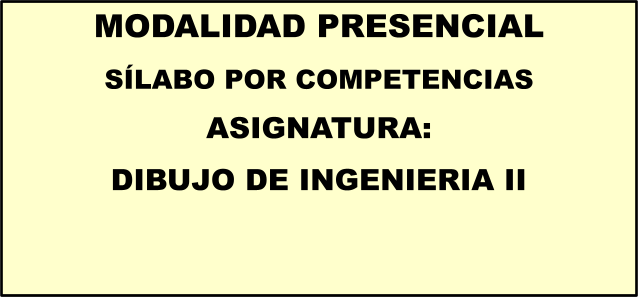 MODALIDAD PRESENCIAL
SÍLABO POR COMPETENCIAS
ASIGNATURA:
DIBUJO DE INGENIERIA II